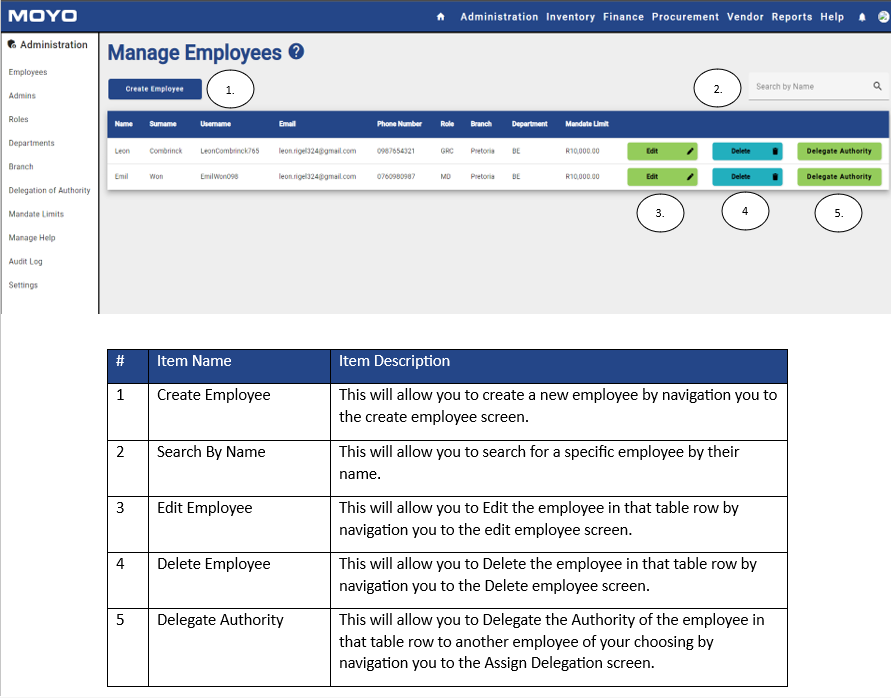 MOYO
Administration Inventory Finance Procurement Vendor Reports Help
Administration
Employees
Admins
Roles
Departments
Branch
Delegation of Authority
Mandate Limits
Manage Help
Audit Log
Settings
Manage Employees ?
Create Employee
1.
2.
Search by Name
Name Surname Username Email Phone Number Role Branch Department Mandate Limit
Leon Combrinck LeonCombrinck765 leon.rigel324@gmail.com 0987654321 GRC Pretoria BE R10,000.00 Edit Delete Delegate Authority
Emil Won EmilWon098 leon.rigel324@gmail.com 0760980987 MD Pretoria BE R10,000.00 Edit Delete Delegate Authority
3.
4
5.
# Item Name Item Description
1 Create Employee This will allow you to create a new employee by navigation you to
the create employee screen.
2 Search By Name This will allow you to search for a specific employee by their
name.
3 Edit Employee This will allow you to Edit the employee in that table row by
navigation you to the edit employee screen.
4 Delete Employee This will allow you to Delete the employee in that table row by
navigation you to the Delete employee screen.
5 Delegate Authority This will allow you to Delegate the Authority of the employee in
that table row to another employee of your choosing by
navigation you to the Assign Delegation screen.